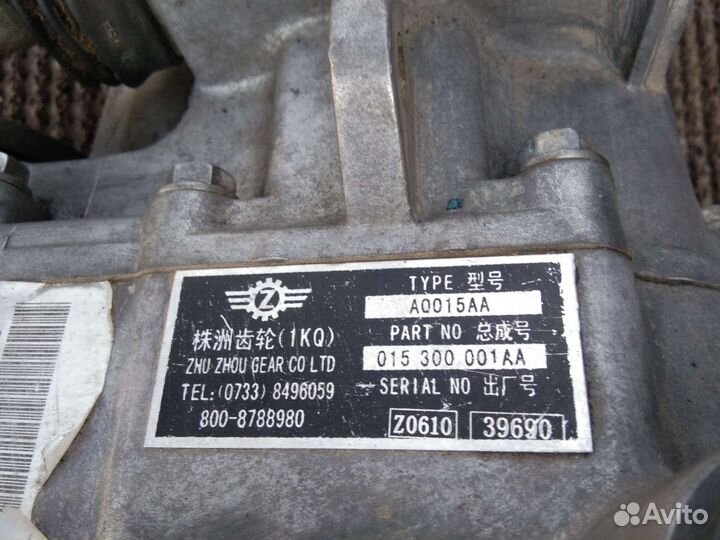 Z
株洲齿轮(1KQ)
ZHU ZHOU GEAR CO LTD
TEL:(0733) 8496059
800-8788980
TYPE 型号
AQ015AA
PART NO 总成号
015 300 001AA
SERIAL NO 出厂号
Z0610 39690
Avito